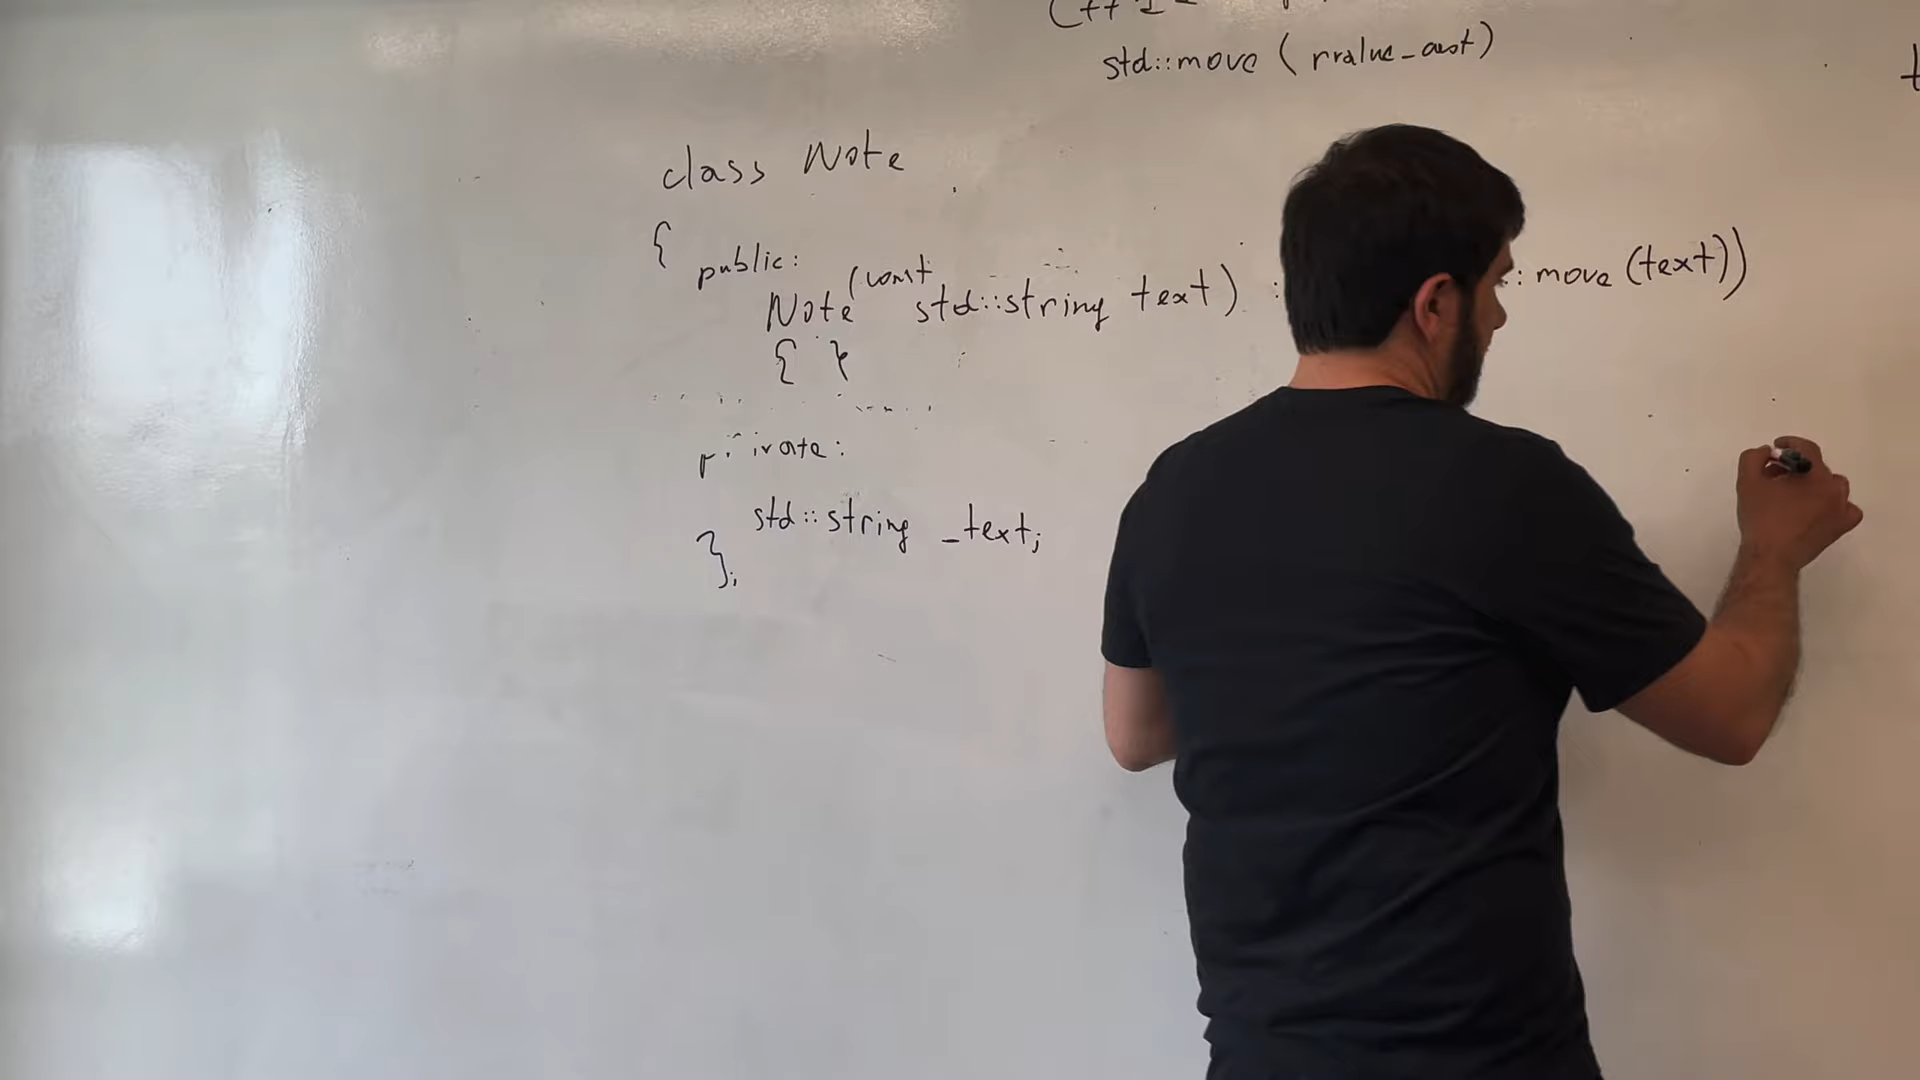 std::move (rvalue_cast)
class Note
{ public:
Note (const std::string text) : :move (text))
{ }
private:
std::string _text;
};